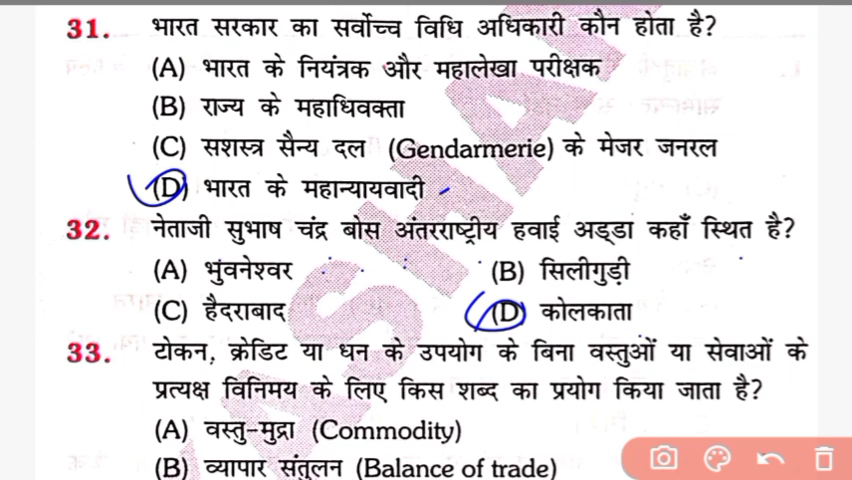 31. भारत सरकार का सर्वोच्च विधि अधिकारी कौन होता है?
(A) भारत के नियंत्रक और महालेखा परीक्षक
(B) राज्य के महाधिवक्ता
(C) सशस्त्र सैन्य दल (Gendarmerie) के मेजर जनरल
(D) भारत के महान्यायवादी
32. नेताजी सुभाष चंद्र बोस अंतरराष्ट्रीय हवाई अड्डा कहाँ स्थित है?
(A) भुवनेश्वर (B) सिलीगुड़ी
(C) हैदराबाद (D) कोलकाता
33. टोकन, क्रेडिट या धन के उपयोग के बिना वस्तुओं या सेवाओं के
प्रत्यक्ष विनिमय के लिए किस शब्द का प्रयोग किया जाता है?
(A) वस्तु-मुद्रा (Commodity)
(B) व्यापार संतुलन (Balance of trade)